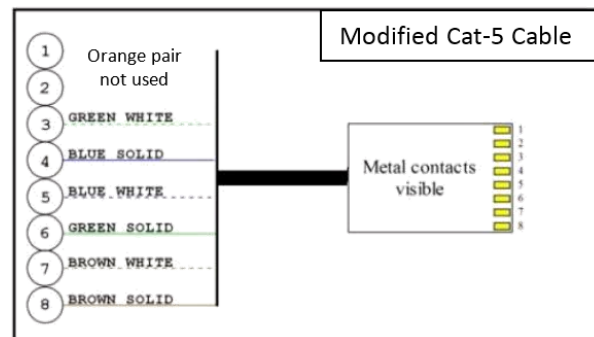 Modified Cat-5 Cable
Orange pair
not used
1
2
3 GREEN WHITE
4 BLUE SOLID
5 BLUE WHITE
6 GREEN SOLID
7 BROWN WHITE
8 BROWN SOLID
Metal contacts
visible
1
2
3
4
5
6
7
8